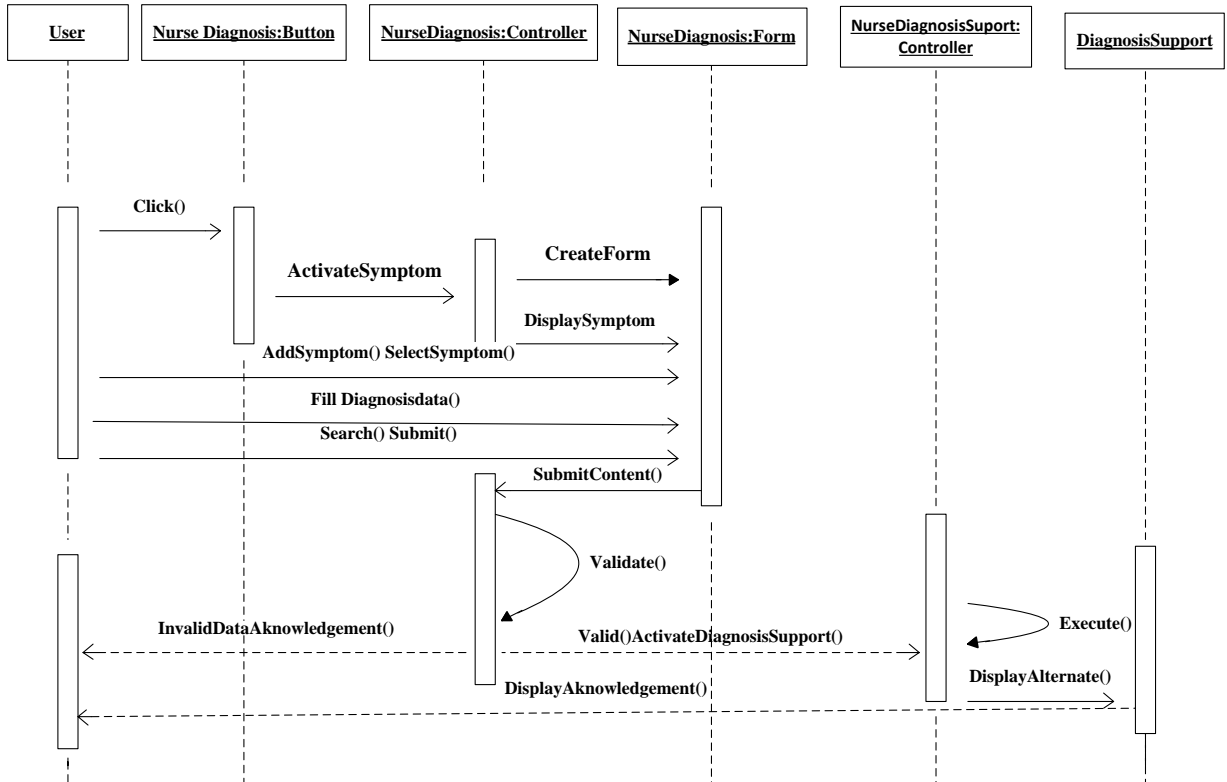 User
Nurse Diagnosis:Button
NurseDiagnosis:Controller
NurseDiagnosis:Form
NurseDiagnosisSuport:
Controller
DiagnosisSupport
Click()
ActivateSymptom
CreateForm
DisplaySymptom
AddSymptom() SelectSymptom()
Fill Diagnosisdata()
Search() Submit()
SubmitContent()
Validate()
InvalidDataAknowledgement()
Valid()ActivateDiagnosisSupport()
Execute()
DisplayAlternate()
DisplayAknowledgement()